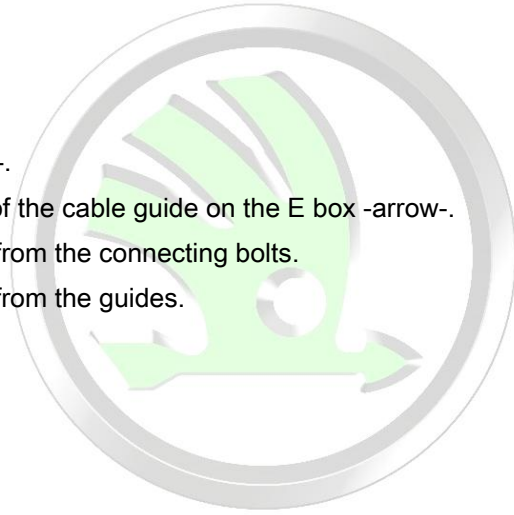 -.
of the cable guide on the E box -arrow-.
from the connecting bolts.
from the guides.